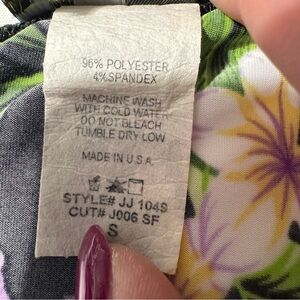 96% POLYESTER
4%SPANDEX
MACHINE WASH
WITH COLD WATER
DO NOT BLEACH
TUMBLE DRY LOW
MADE IN U.S.A
STYLE# JJ 104S
CUT# J006 SF
S